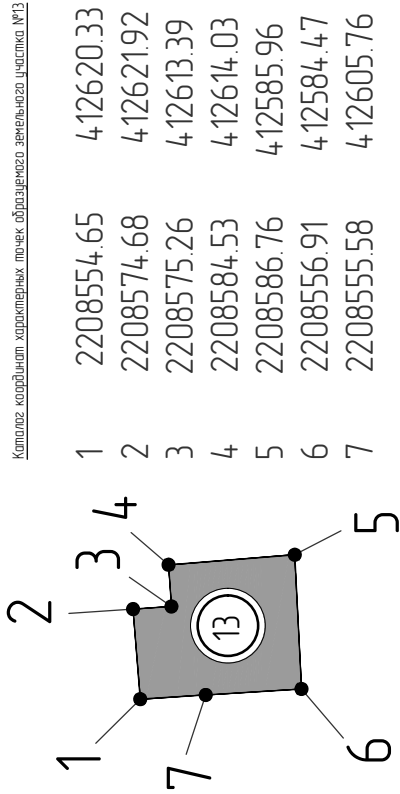 Каталог координат характерных точек образуемого земельного участка №13
1 2208554.65 412620.33
2 2208574.68 412621.92
3 2208575.26 412613.39
4 2208584.53 412614.03
5 2208586.76 412585.96
6 2208556.91 412584.47
7 2208555.58 412605.76
1
2
3
4
5
6
7
13